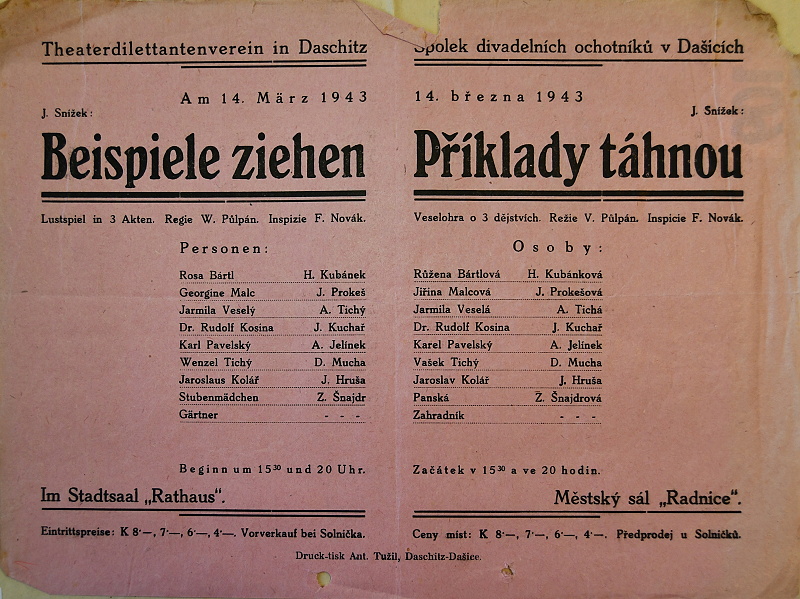 Theaterdilettantenverein in Daschitz
Am 14. März 1943
J. Snížek:
Beispiele ziehen
Lustspiel in 3 Akten. Regie W. Půlpán. Inspizie F. Novák.
Personen:
Rosa Bártl H. Kubánek
Georgine Malc J. Prokeš
Jarmila Veselý A. Tichý
Dr. Rudolf Kosina J. Kuchař
Karl Pavelský A. Jelínek
Wenzel Tichý D. Mucha
Jaroslaus Kolář J. Hruša
Stubenmädchen Z. Šnajdr
Gärtner - - -
Beginn um 15³⁰ und 20 Uhr.
Im Stadtsaal „Rathaus“.
Eintrittspreise: K 8·—, 7·—, 6·—, 4·—. Vorverkauf bei Solnička.
Spolek divadelních ochotníků v Dašicích
14. března 1943
J. Snížek:
Příklady táhnou
Veselohra o 3 dějstvích. Režie V. Půlpán. Inspicie F. Novák.
Osoby:
Růžena Bártlová H. Kubánková
Jiřina Malcová J. Prokešová
Jarmila Veselá A. Tichá
Dr. Rudolf Kosina J. Kuchař
Karel Pavelský A. Jelínek
Vašek Tichý D. Mucha
Jaroslav Kolář J. Hruša
Panská Ž. Šnajdrová
Zahradník - - -
Začátek v 15³⁰ a ve 20 hodin.
Městský sál „Radnice“.
Ceny míst: K 8·—, 7·—, 6·—, 4·—. Předprodej u Solničků.
Druck-tisk Ant. Tužil, Daschitz-Dašice.